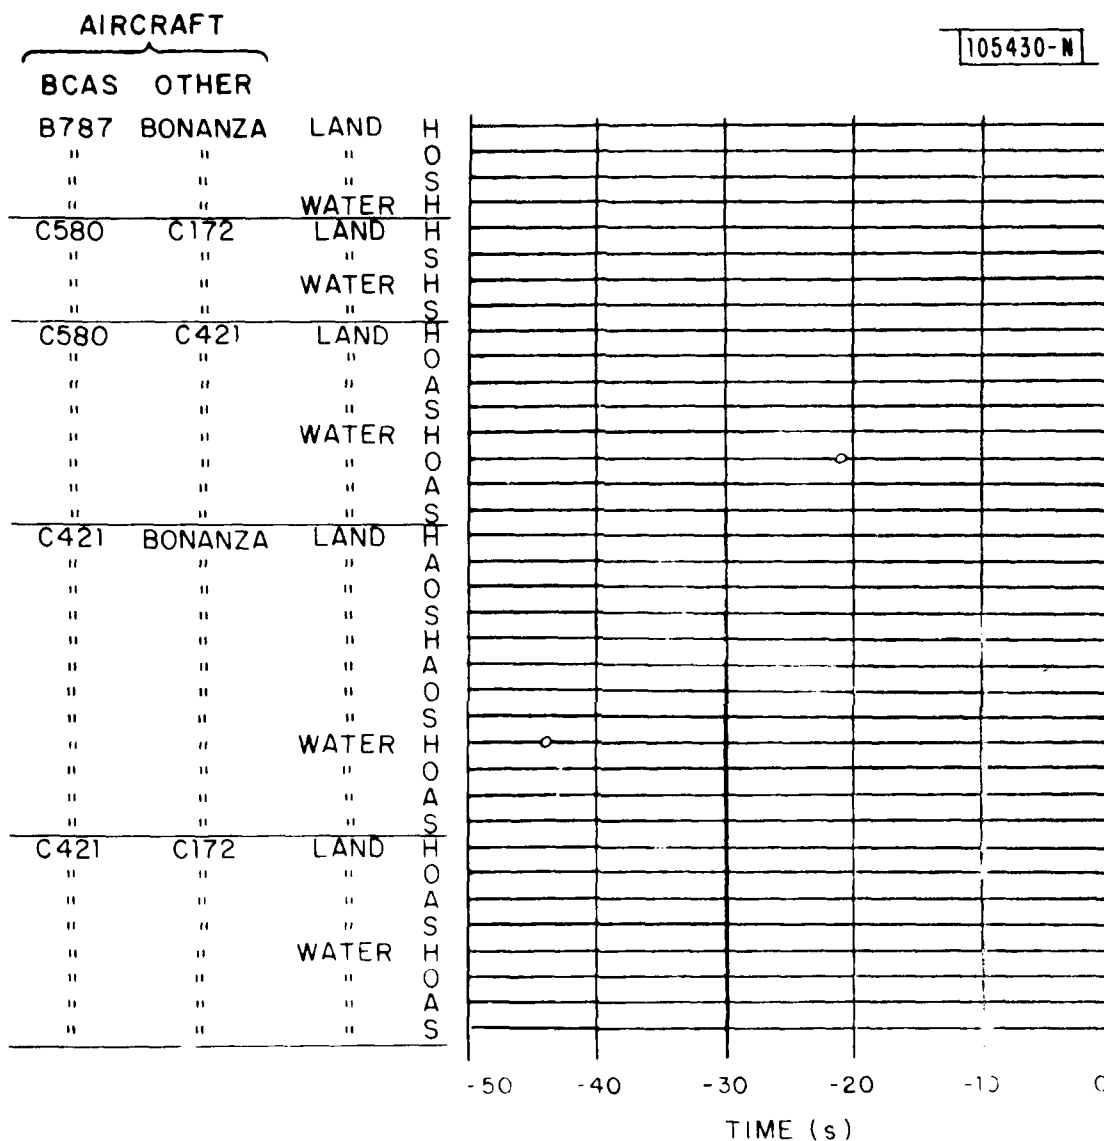 AIRCRAFT
105430-N
BCAS OTHER
B787 BONANZA LAND H
" " " O
" " " S
" " WATER H
C580 C172 LAND H
" " " S
" " WATER H
" " " S
C580 C421 LAND H
" " " O
" " " A
" " " S
" " WATER H
" " " O
" " " A
" " " S
C421 BONANZA LAND H
" " " A
" " " O
" " " S
" " " H
" " " A
" " " O
" " " S
" " WATER H
" " " O
" " " A
" " " S
C421 C172 LAND H
" " " O
" " " A
" " " S
" " WATER H
" " " O
" " " A
" " " S
-50 -40 -30 -20 -10 0
TIME (s)